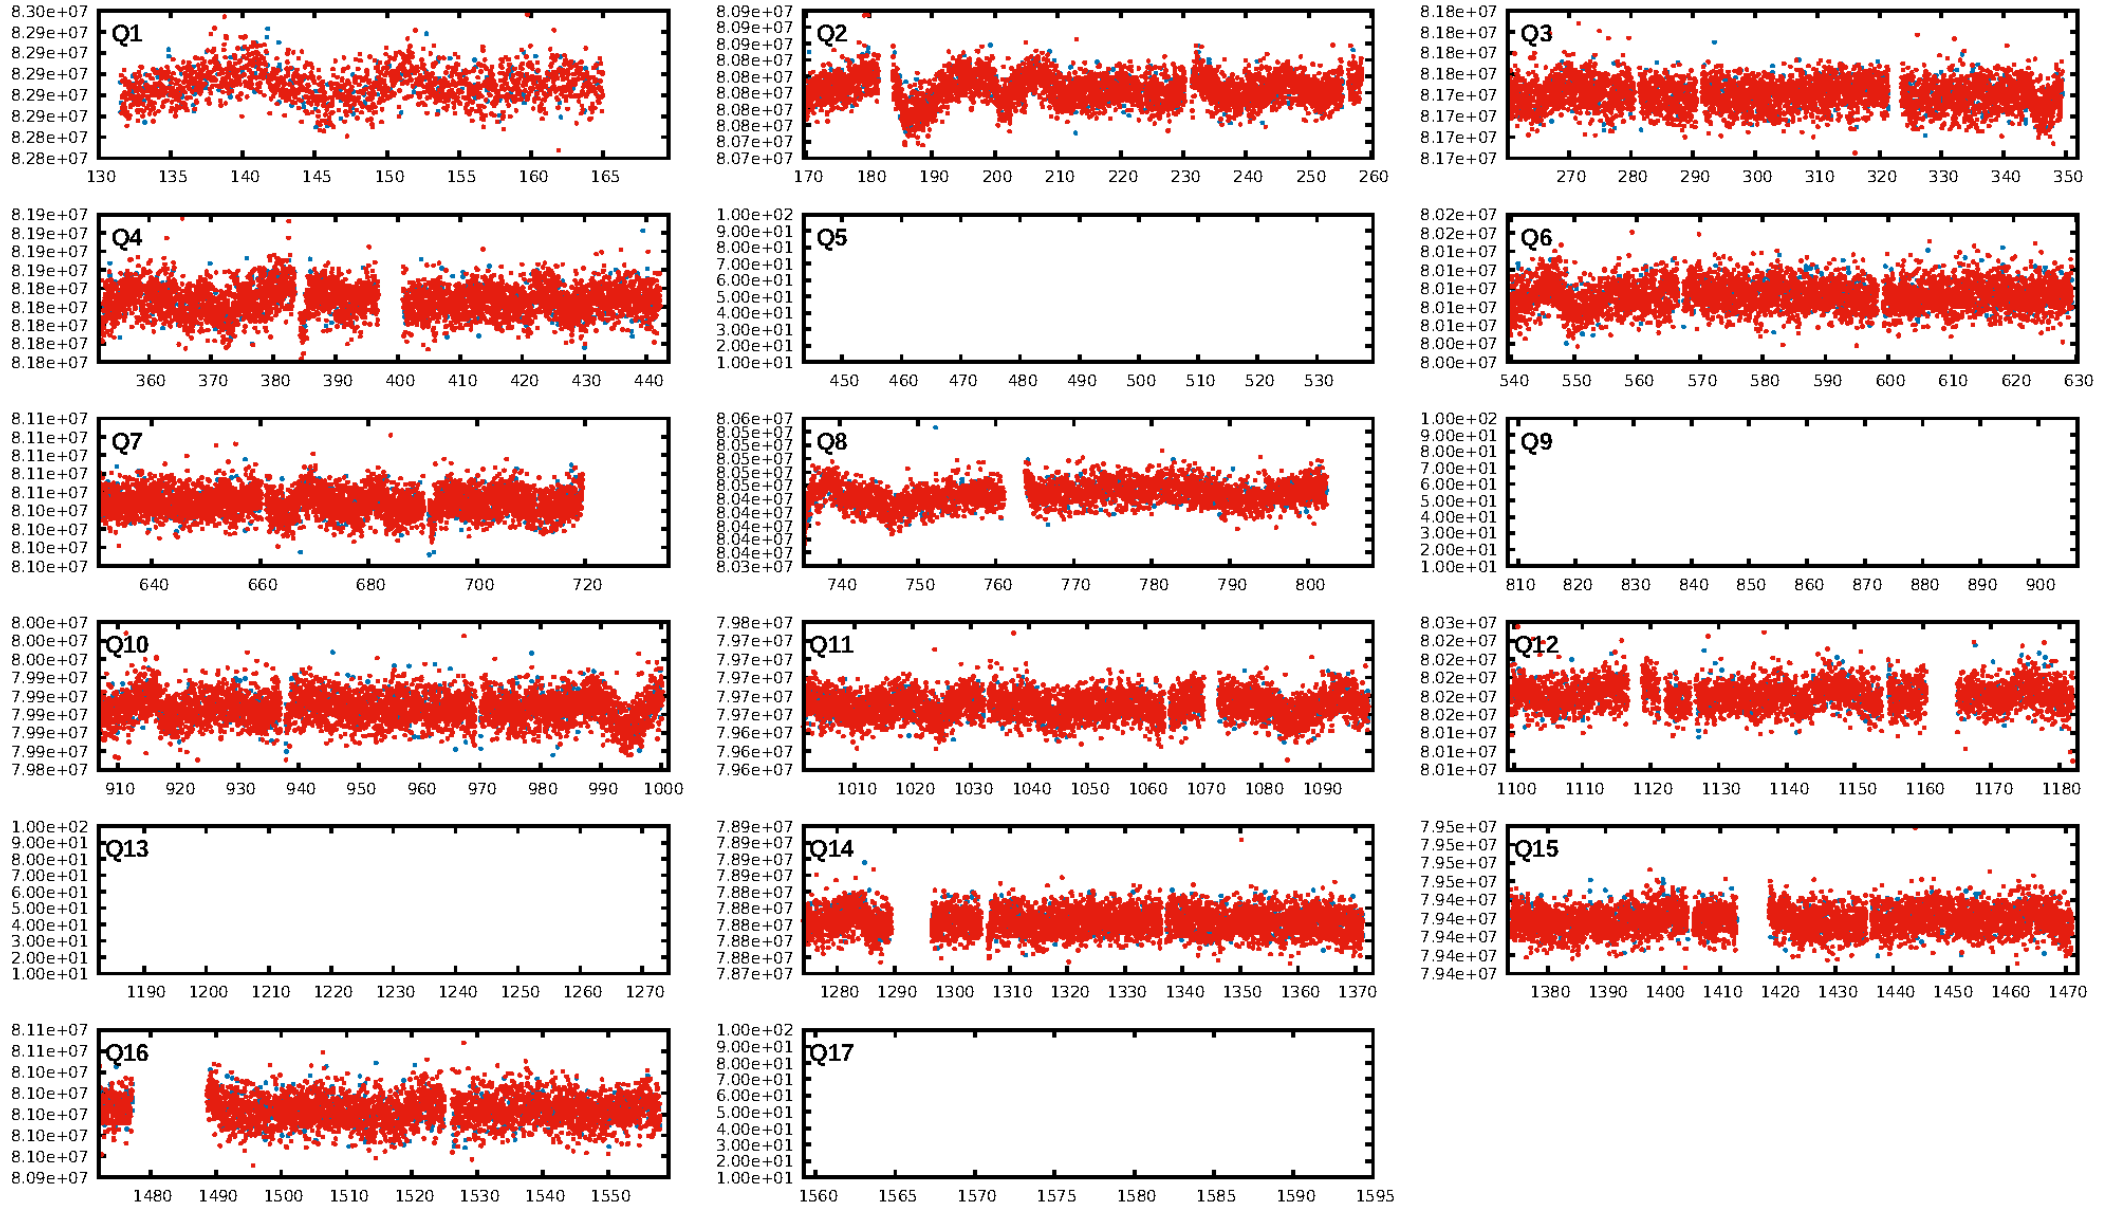 8.30e+07 8.29e+07 8.29e+07 8.29e+07 8.29e+07 8.29e+07 8.28e+07 8.28e+07
Q1
130 135 140 145 150 155 160 165
8.09e+07 8.09e+07 8.09e+07 8.08e+07 8.08e+07 8.08e+07 8.08e+07 8.08e+07 8.07e+07 8.07e+07
Q2
170 180 190 200 210 220 230 240 250 260
8.18e+07 8.18e+07 8.18e+07 8.18e+07 8.17e+07 8.17e+07 8.17e+07 8.17e+07
Q3
270 280 290 300 310 320 330 340 350
8.19e+07 8.19e+07 8.19e+07 8.19e+07 8.18e+07 8.18e+07 8.18e+07 8.18e+07 8.18e+07
Q4
360 370 380 390 400 410 420 430 440
1.00e+02 9.00e+01 8.00e+01 7.00e+01 6.00e+01 5.00e+01 4.00e+01 3.00e+01 2.00e+01 1.00e+01
Q5
450 460 470 480 490 500 510 520 530
8.02e+07 8.02e+07 8.01e+07 8.01e+07 8.01e+07 8.01e+07 8.01e+07 8.00e+07 8.00e+07
Q6
540 550 560 570 580 590 600 610 620 630
8.11e+07 8.11e+07 8.11e+07 8.11e+07 8.11e+07 8.10e+07 8.10e+07 8.10e+07 8.10e+07
Q7
640 660 680 700 720
8.06e+07 8.05e+07 8.05e+07 8.05e+07 8.05e+07 8.05e+07 8.04e+07 8.04e+07 8.04e+07 8.04e+07 8.04e+07 8.03e+07
Q8
740 750 760 770 780 790 800
1.00e+02 9.00e+01 8.00e+01 7.00e+01 6.00e+01 5.00e+01 4.00e+01 3.00e+01 2.00e+01 1.00e+01
Q9
810 820 830 840 850 860 870 880 890 900
8.00e+07 8.00e+07 8.00e+07 7.99e+07 7.99e+07 7.99e+07 7.99e+07 7.99e+07 7.98e+07
Q10
910 920 930 940 950 960 970 980 990 1000
7.98e+07 7.97e+07 7.97e+07 7.97e+07 7.97e+07 7.97e+07 7.96e+07 7.96e+07 7.96e+07
Q11
1010 1020 1030 1040 1050 1060 1070 1080 1090
8.03e+07 8.02e+07 8.02e+07 8.02e+07 8.02e+07 8.02e+07 8.01e+07 8.01e+07 8.01e+07
Q12
1100 1110 1120 1130 1140 1150 1160 1170 1180
1.00e+02 9.00e+01 8.00e+01 7.00e+01 6.00e+01 5.00e+01 4.00e+01 3.00e+01 2.00e+01 1.00e+01
Q13
1190 1200 1210 1220 1230 1240 1250 1260 1270
7.89e+07 7.89e+07 7.89e+07 7.88e+07 7.88e+07 7.88e+07 7.88e+07 7.88e+07 7.87e+07
Q14
1280 1290 1300 1310 1320 1330 1340 1350 1360 1370
7.95e+07 7.95e+07 7.95e+07 7.95e+07 7.94e+07 7.94e+07 7.94e+07 7.94e+07 7.94e+07
Q15
1380 1390 1400 1410 1420 1430 1440 1450 1460 1470
8.11e+07 8.11e+07 8.10e+07 8.10e+07 8.10e+07 8.10e+07 8.10e+07 8.09e+07
Q16
1480 1490 1500 1510 1520 1530 1540 1550
1.00e+02 9.00e+01 8.00e+01 7.00e+01 6.00e+01 5.00e+01 4.00e+01 3.00e+01 2.00e+01 1.00e+01
Q17
1560 1565 1570 1575 1580 1585 1590 1595